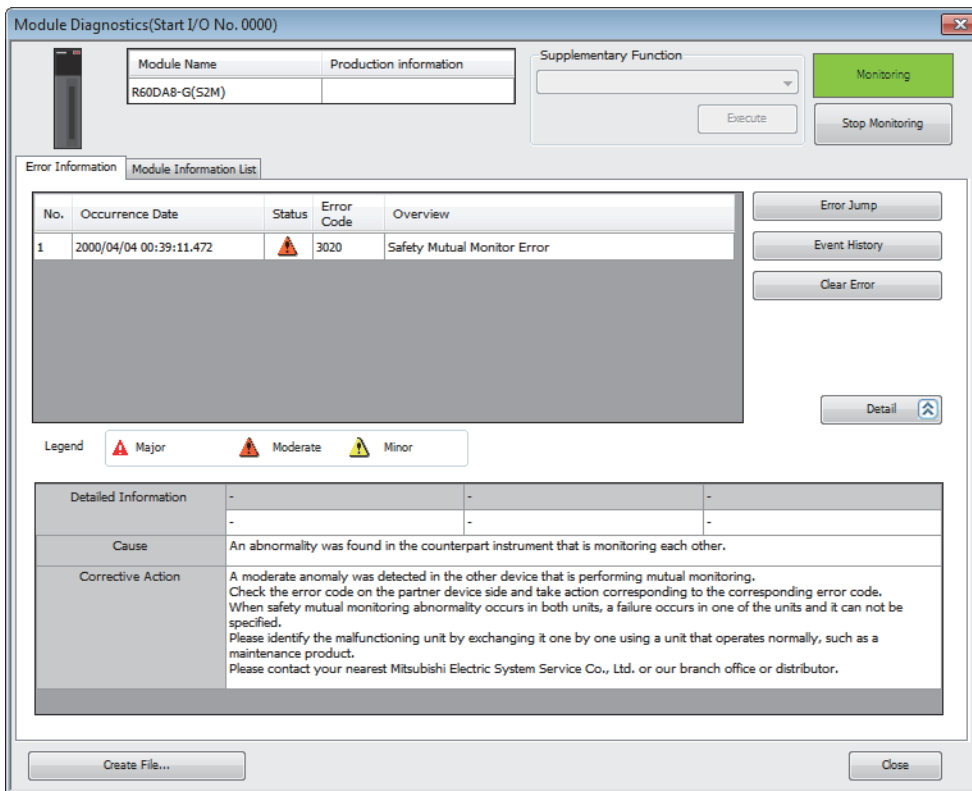 Module Diagnostics(Start I/O No. 0000)
Module Name Production information
R60DA8-G(S2M)
Supplementary Function
Execute
Monitoring
Stop Monitoring
Error Information Module Information List
No. Occurrence Date Status Error Code Overview
1 2000/04/04 00:39:11.472 3020 Safety Mutual Monitor Error
Error Jump
Event History
Clear Error
Detail
Legend Major Moderate Minor
Detailed Information - - -
- - -
Cause An abnormality was found in the counterpart instrument that is monitoring each other.
Corrective Action A moderate anomaly was detected in the other device that is performing mutual monitoring.
Check the error code on the partner device side and take action corresponding to the corresponding error code.
When safety mutual monitoring abnormality occurs in both units, a failure occurs in one of the units and it can not be
specified.
Please identify the malfunctioning unit by exchanging it one by one using a unit that operates normally, such as a
maintenance product.
Please contact your nearest Mitsubishi Electric System Service Co., Ltd. or our branch office or distributor.
Create File... Close